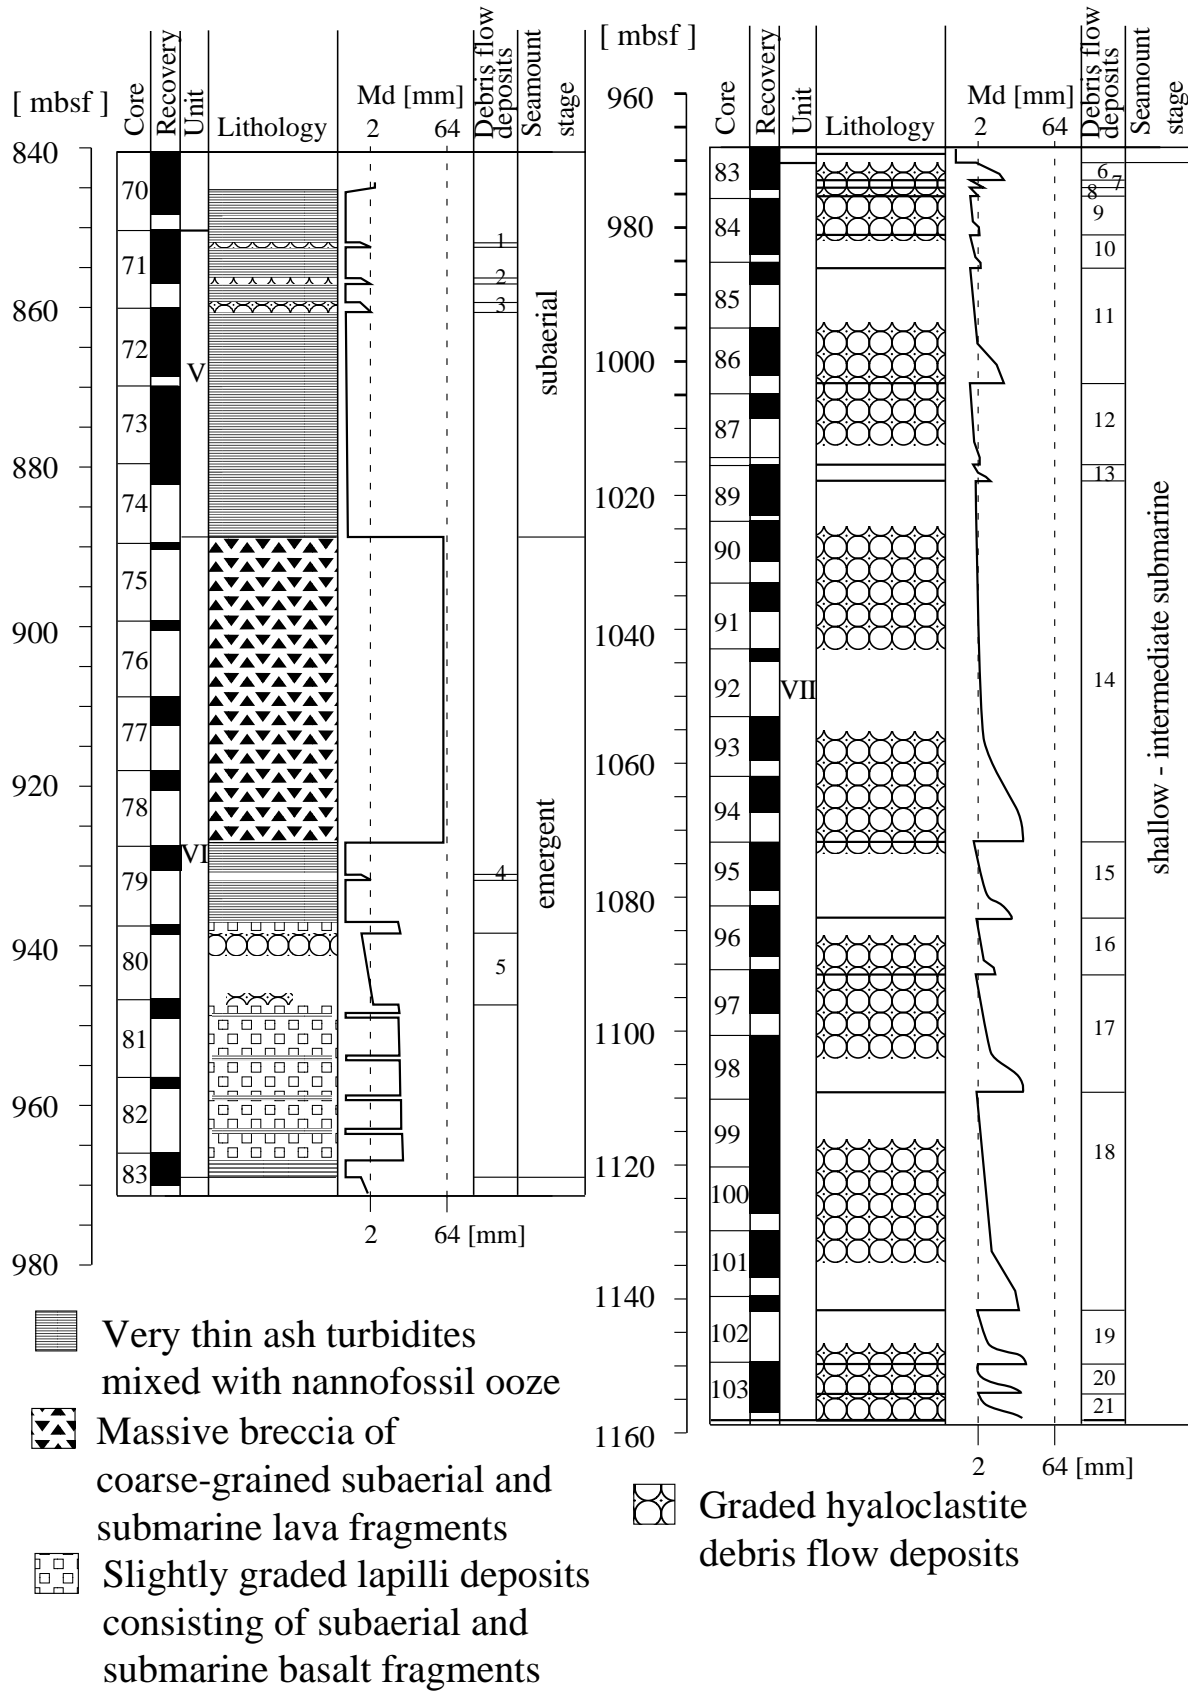 [ mbsf ]
Core
Recovery
Unit
Lithology
Md [mm]
2 64
Debris flow
deposits
Seamount
stage
840
860
880
900
920
940
960
980
70
71
72
73
74
75
76
77
78
79
80
81
82
83
V
VI
1
2
3
4
5
subaerial
emergent
2 64 [mm]
[ mbsf ]
Core
Recovery
Unit
Lithology
Md [mm]
2 64
Debris flow
deposits
Seamount
stage
960
980
1000
1020
1040
1060
1080
1100
1120
1140
1160
83
84
85
86
87
89
90
91
92
93
94
95
96
97
98
99
100
101
102
103
VII
6
7
8
9
10
11
12
13
14
15
16
17
18
19
20
21
shallow - intermediate submarine
2 64 [mm]
Very thin ash turbidites
mixed with nannofossil ooze
Massive breccia of
coarse-grained subaerial and
submarine lava fragments
Slightly graded lapilli deposits
consisting of subaerial and
submarine basalt fragments
Graded hyaloclastite
debris flow deposits